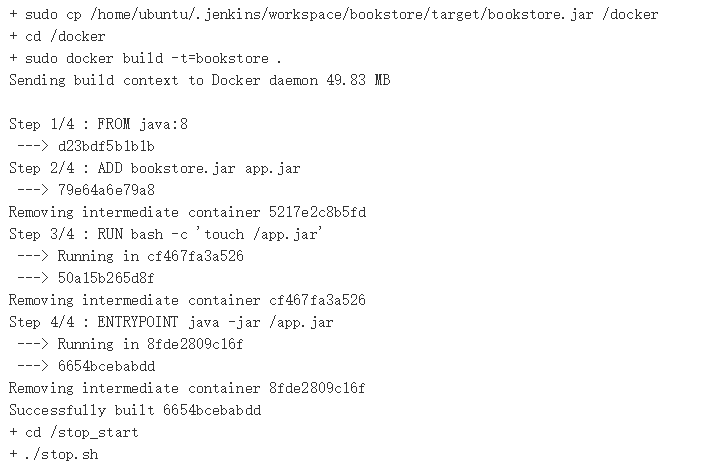 + sudo cp /home/ubuntu/.jenkins/workspace/bookstore/target/bookstore.jar /docker
+ cd /docker
+ sudo docker build -t=bookstore .
Sending build context to Docker daemon 49.83 MB
Step 1/4 : FROM java:8
---> d23bdf5b1b1b
Step 2/4 : ADD bookstore.jar app.jar
---> 79e64a6e79a8
Removing intermediate container 5217e2c8b5fd
Step 3/4 : RUN bash -c 'touch /app.jar'
---> Running in cf467fa3a526
---> 50a15b265d8f
Removing intermediate container cf467fa3a526
Step 4/4 : ENTRYPOINT java -jar /app.jar
---> Running in 8fde2809c16f
---> 6654bcebabdd
Removing intermediate container 8fde2809c16f
Successfully built 6654bcebabdd
+ cd /stop_start
+ ./stop.sh